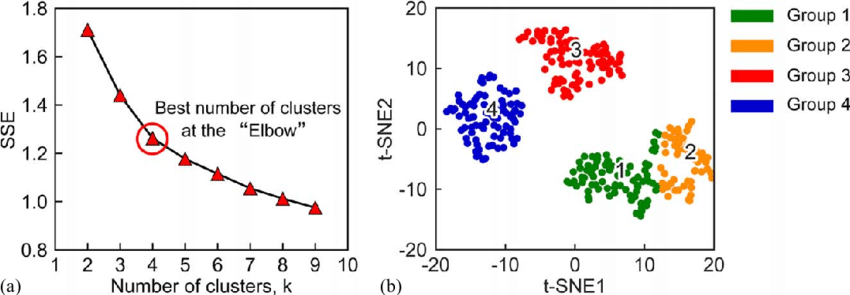 1.8
1.6
1.4
1.2
1.0
0.8
SSE
Best number of clusters
at the “Elbow”
1 2 3 4 5 6 7 8 9 10
Number of clusters, k
(a)
20
10
0
-10
-20
t-SNE2
3
4
2
1
-20 -10 0 10 20
t-SNE1
(b)
Group 1
Group 2
Group 3
Group 4